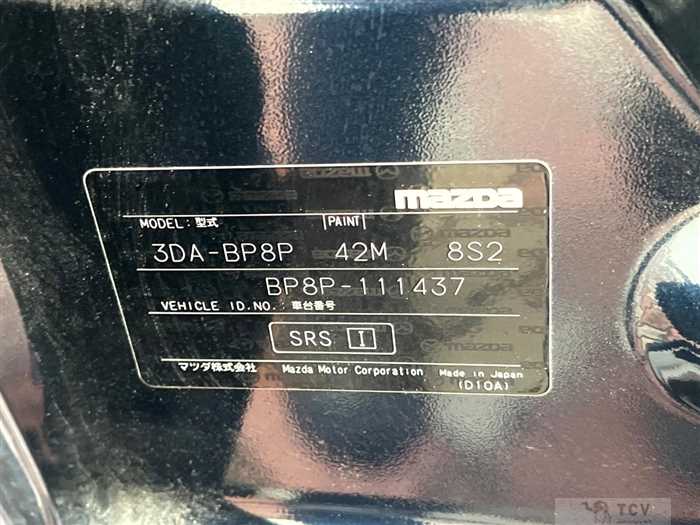 mazda
MODEL: 型式 PAINT
3DA-BP8P 42M 8S2
BP8P-111437
VEHICLE ID.NO.: 車台番号
SRS I
マツダ株式会社 Mazda Motor Corporation Made in Japan
(D10A)
TCV